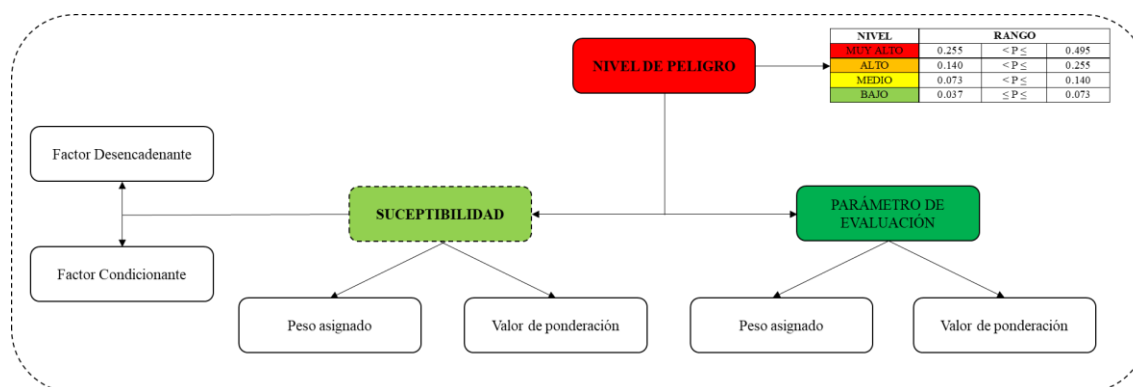 NIVEL DE PELIGRO
NIVEL RANGO
MUY ALTO 0.255 < P ≤ 0.495
ALTO 0.140 < P ≤ 0.255
MEDIO 0.073 < P ≤ 0.140
BAJO 0.037 ≤ P ≤ 0.073
Factor Desencadenante
SUCEPTIBILIDAD
PARÁMETRO DE
EVALUACIÓN
Factor Condicionante
Peso asignado
Valor de ponderación
Peso asignado
Valor de ponderación